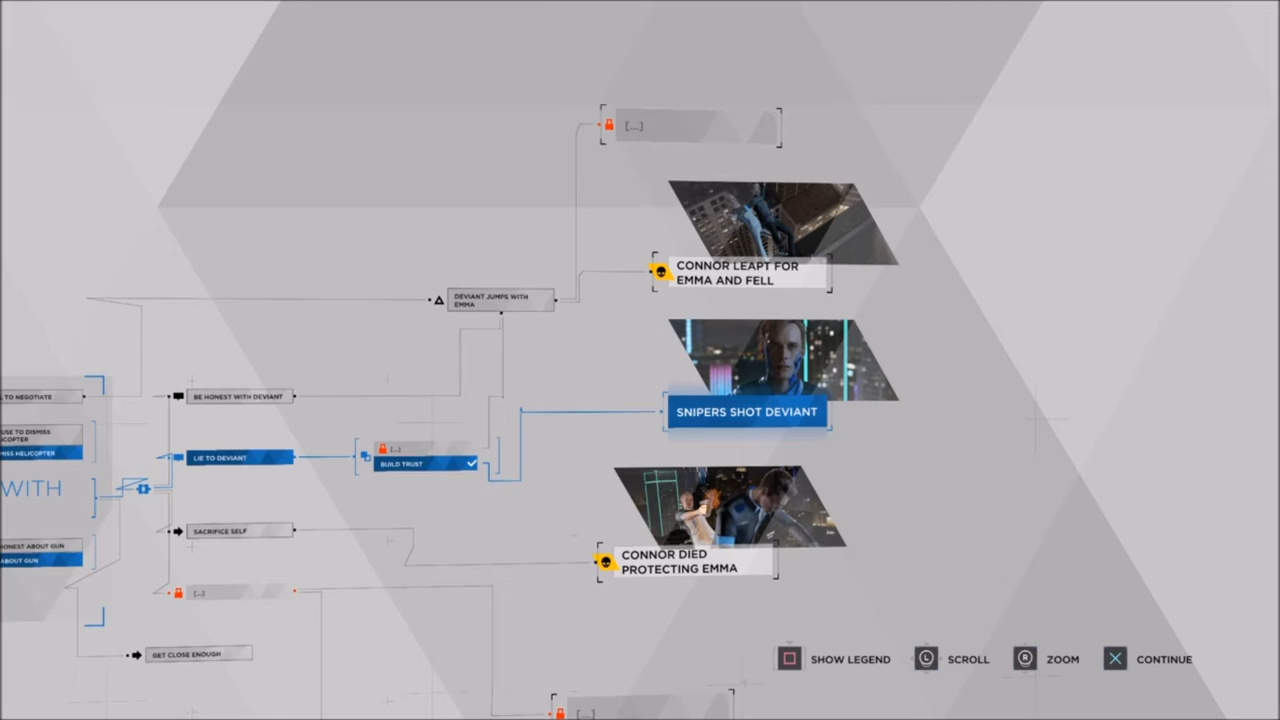 [...]
CONNOR LEAPT FOR
EMMA AND FELL
DEVIANT JUMPS WITH
EMMA
L TO NEGOTIATE
BE HONEST WITH DEVIANT
SNIPERS SHOT DEVIANT
USE TO DISMISS
ICOPTER
MISS HELICOPTER
LIE TO DEVIANT
[...]
BUILD TRUST
WITH
SACRIFICE SELF
ONEST ABOUT GUN
ABOUT GUN
CONNOR DIED
PROTECTING EMMA
[...]
GET CLOSE ENOUGH
SHOW LEGEND
L
SCROLL
R
ZOOM
CONTINUE
[...]